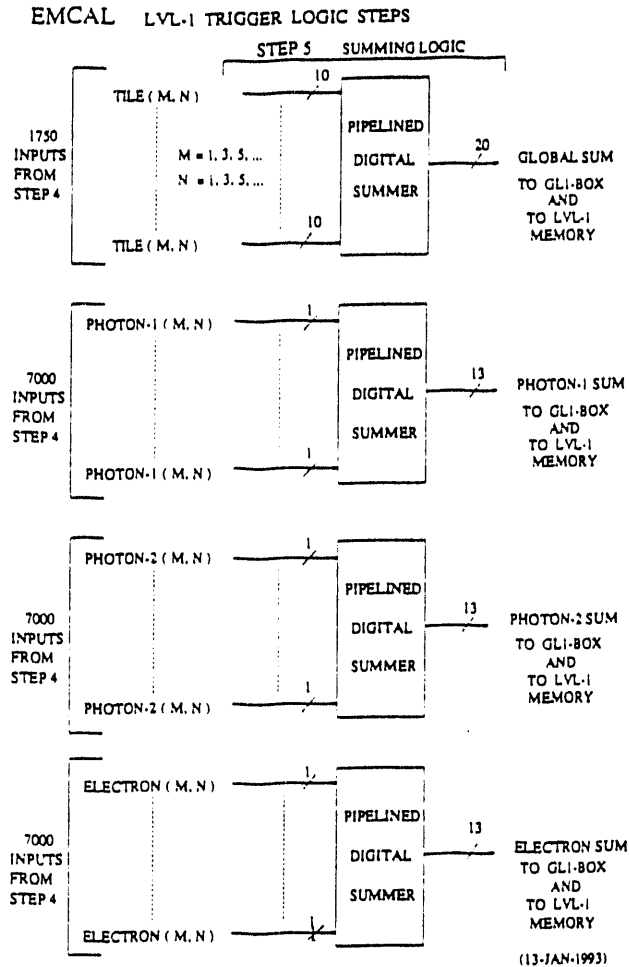 EMCAL LVL-1 TRIGGER LOGIC STEPS
STEP 5 SUMMING LOGIC
1750
INPUTS
FROM
STEP 4
TILE ( M, N )
10
M = 1, 3, 5, ...
N = 1, 3, 5, ...
TILE ( M, N )
10
PIPELINED
DIGITAL
SUMMER
20
GLOBAL SUM
TO GL1-BOX
AND
TO LVL-1
MEMORY
7000
INPUTS
FROM
STEP 4
PHOTON-1 ( M, N )
1
PHOTON-1 ( M, N )
1
PIPELINED
DIGITAL
SUMMER
13
PHOTON-1 SUM
TO GL1-BOX
AND
TO LVL-1
MEMORY
7000
INPUTS
FROM
STEP 4
PHOTON-2 ( M, N )
1
PHOTON-2 ( M, N )
1
PIPELINED
DIGITAL
SUMMER
13
PHOTON-2 SUM
TO GL1-BOX
AND
TO LVL-1
MEMORY
7000
INPUTS
FROM
STEP 4
ELECTRON ( M, N )
1
ELECTRON ( M, N )
1
PIPELINED
DIGITAL
SUMMER
13
ELECTRON SUM
TO GL1-BOX
AND
TO LVL-1
MEMORY
(13-JAN-1993)